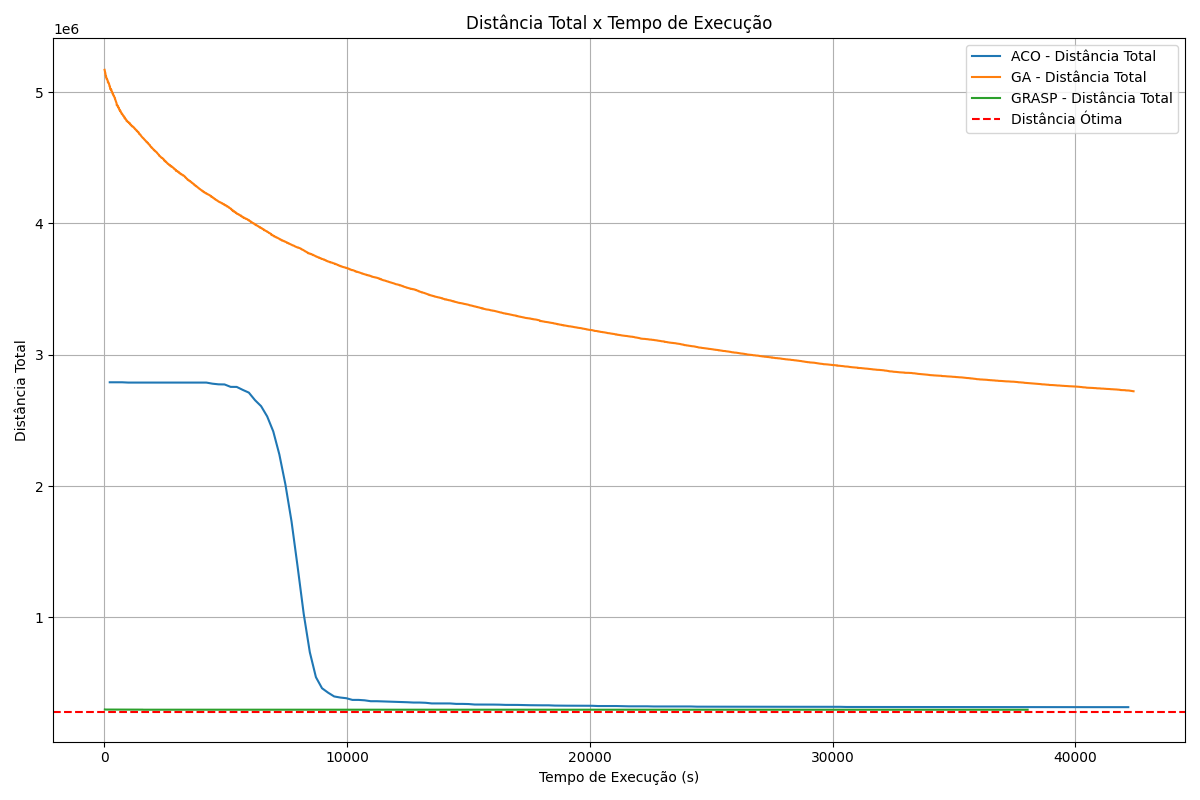 Distância Total x Tempo de Execução
1e6
ACO - Distância Total
GA - Distância Total
GRASP - Distância Total
Distância Ótima
5
4
3
2
1
Distância Total
0 10000 20000 30000 40000
Tempo de Execução (s)